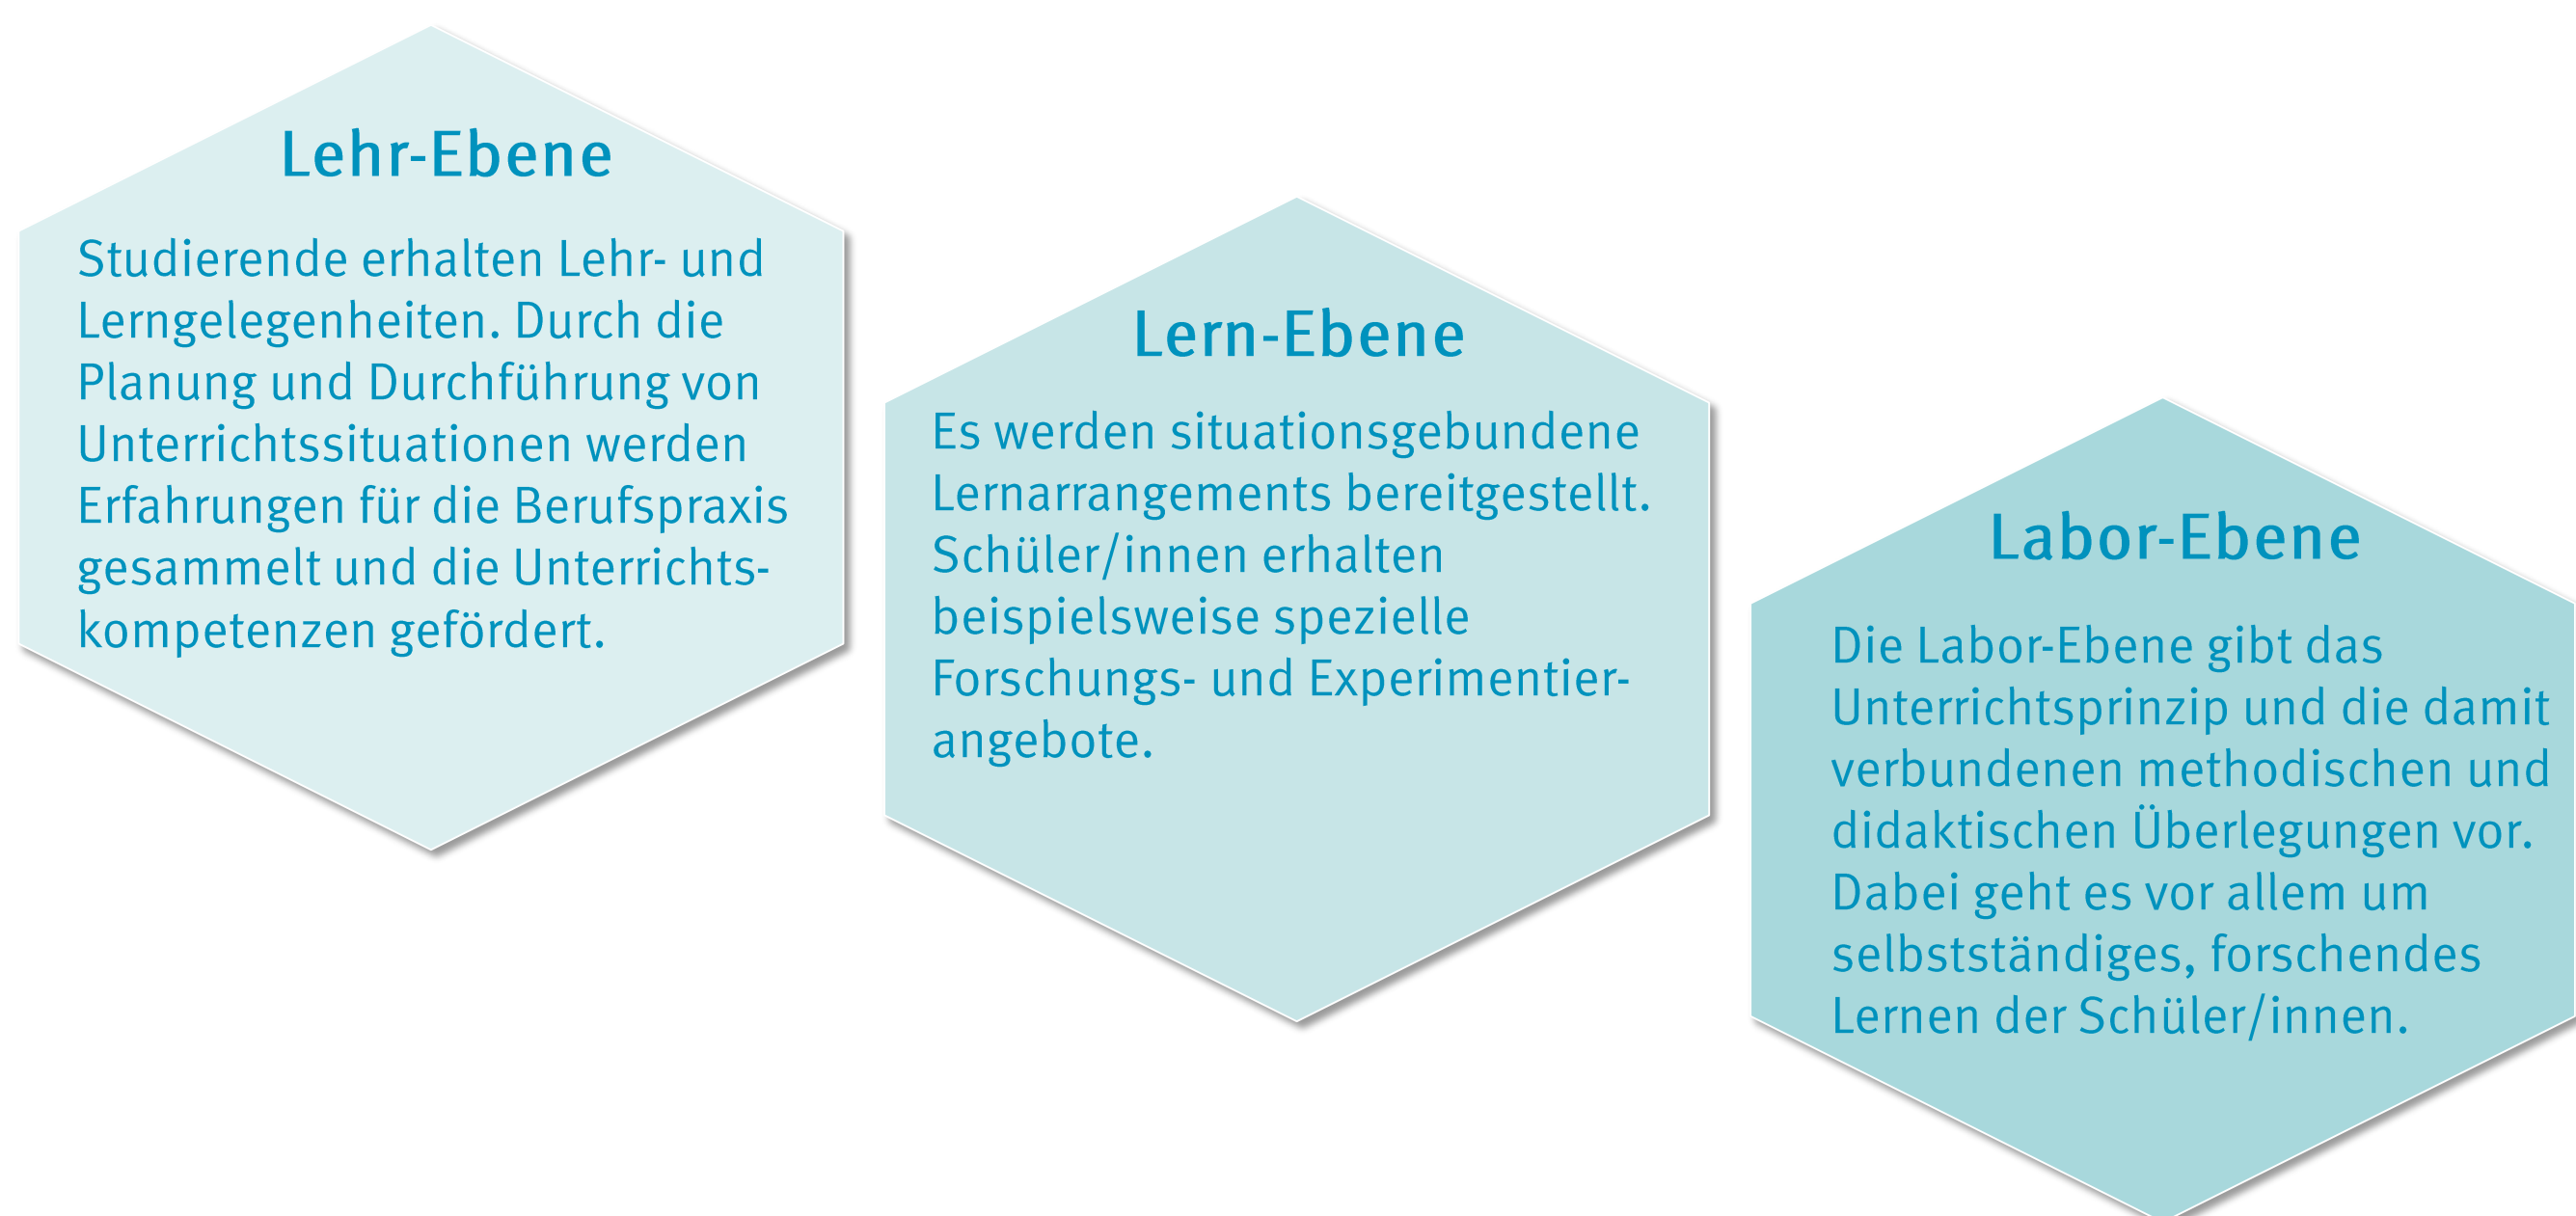 Lehr-Ebene
Studierende erhalten Lehr- und
Lerngelegenheiten. Durch die
Planung und Durchführung von
Unterrichtssituationen werden
Erfahrungen für die Berufspraxis
gesammelt und die Unterrichts-
kompetenzen gefördert.
Lern-Ebene
Es werden situationsgebundene
Lernarrangements bereitgestellt.
Schüler/innen erhalten
beispielsweise spezielle
Forschungs- und Experimentier-
angebote.
Labor-Ebene
Die Labor-Ebene gibt das
Unterrichtsprinzip und die damit
verbundenen methodischen und
didaktischen Überlegungen vor.
Dabei geht es vor allem um
selbstständiges, forschendes
Lernen der Schüler/innen.